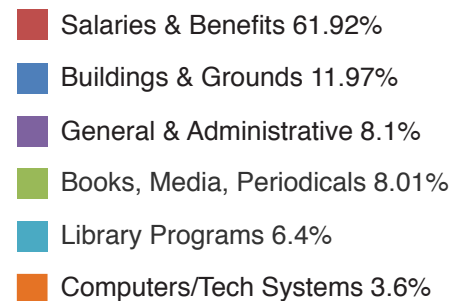 Salaries & Benefits 61.92%
Buildings & Grounds 11.97%
General & Administrative 8.1%
Books, Media, Periodicals 8.01%
Library Programs 6.4%
Computers/Tech Systems 3.6%